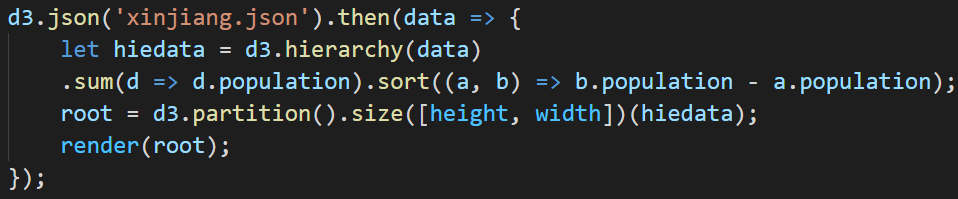 d3.json('xinjiang.json').then(data => {
    let hiedata = d3.hierarchy(data)
    .sum(d => d.population).sort((a, b) => b.population - a.population);
    root = d3.partition().size([height, width])(hiedata);
    render(root);
});